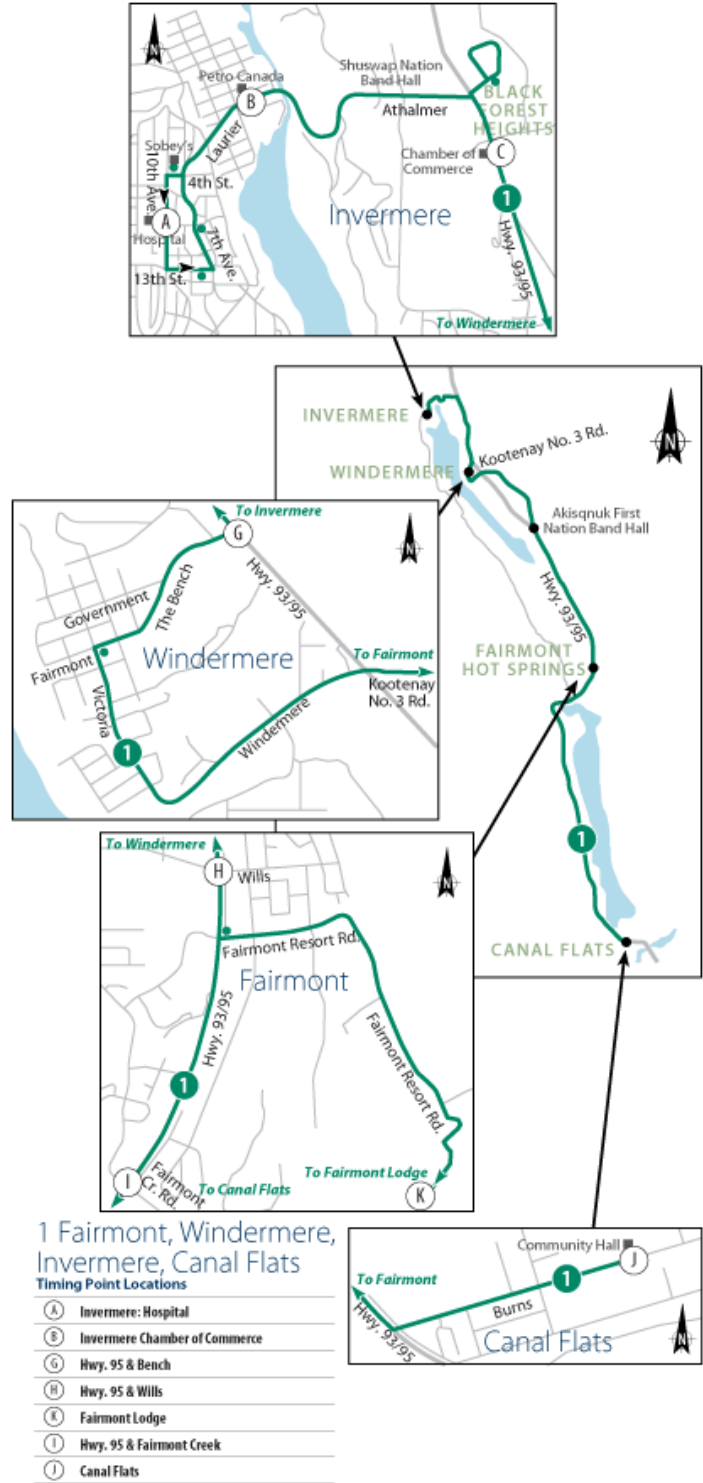 N
Petro Canada
B
Shuswap Nation
Band Hall
Athalmer
BLACK
FOREST
HEIGHTS
Laurier
Sobey's
10th Ave.
4th St.
Chamber of
Commerce
C
A
Hospital
7th Ave.
13th St.
Invermere
1
Hwy. 93/95
To Windermere
INVERMERE
N
WINDERMERE
Kootenay No. 3 Rd.
Akisqnuk First
Nation Band Hall
Hwy. 93/95
FAIRMONT
HOT SPRINGS
1
CANAL FLATS
To Invermere
G
N
Hwy. 93/95
The Bench
Government
Fairmont
Windermere
To Fairmont
Kootenay
No. 3 Rd.
Victoria
1
Windermere
To Windermere
H
Wills
N
Fairmont Resort Rd.
Fairmont
Hwy. 93/95
1
Fairmont Resort Rd.
I
Fairmont
Cr. Rd.
To Canal Flats
To Fairmont Lodge
K
Community Hall
J
To Fairmont
1
Burns
Hwy. 93/95
Canal Flats
N
1 Fairmont, Windermere,
Invermere, Canal Flats
Timing Point Locations
A Invermere: Hospital
B Invermere Chamber of Commerce
G Hwy. 95 & Bench
H Hwy. 95 & Wills
K Fairmont Lodge
I Hwy. 95 & Fairmont Creek
J Canal Flats